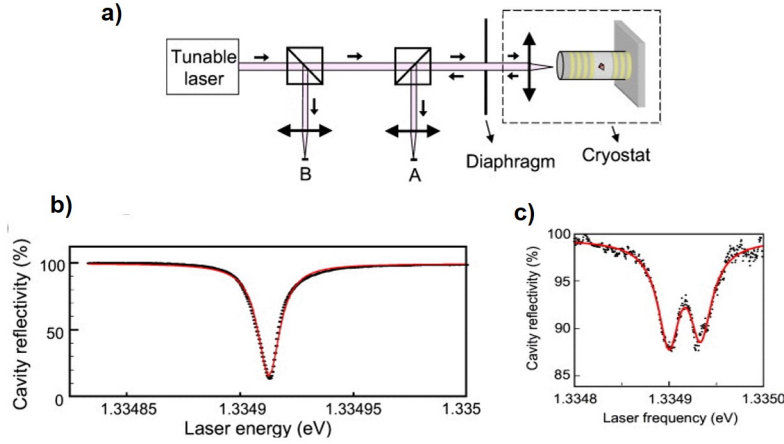 a)
Tunable
laser
B
A
Diaphragm
Cryostat
b)
Cavity reflectivity (%)
100
50
0
1.33485
1.3349
1.33495
1.335
Laser energy (eV)
c)
Cavity reflectivity (%)
100
95
90
85
1.3348
1.3349
1.3350
Laser frequency (eV)